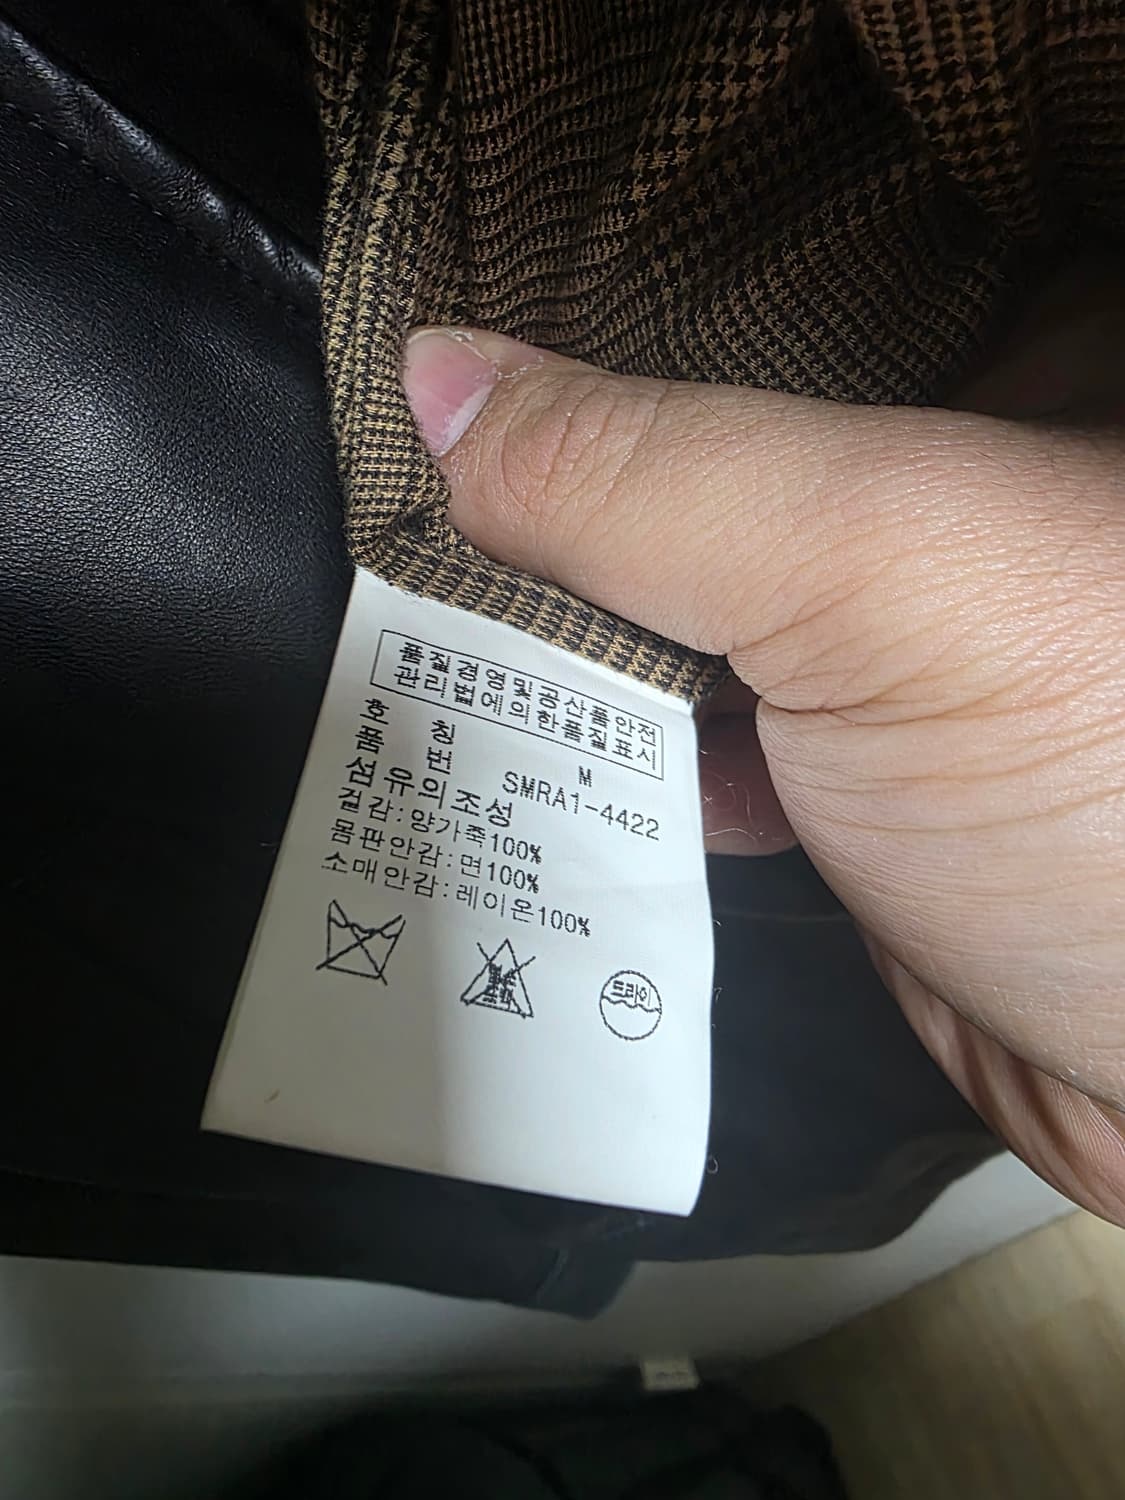 품질경영및공산품안전
관리법에의한품질표시
호 칭 M
품 번 SMRA1-4422
섬유의조성
겉감:양가죽100%
몸판안감:면100%
소매안감:레이온100%
드라이